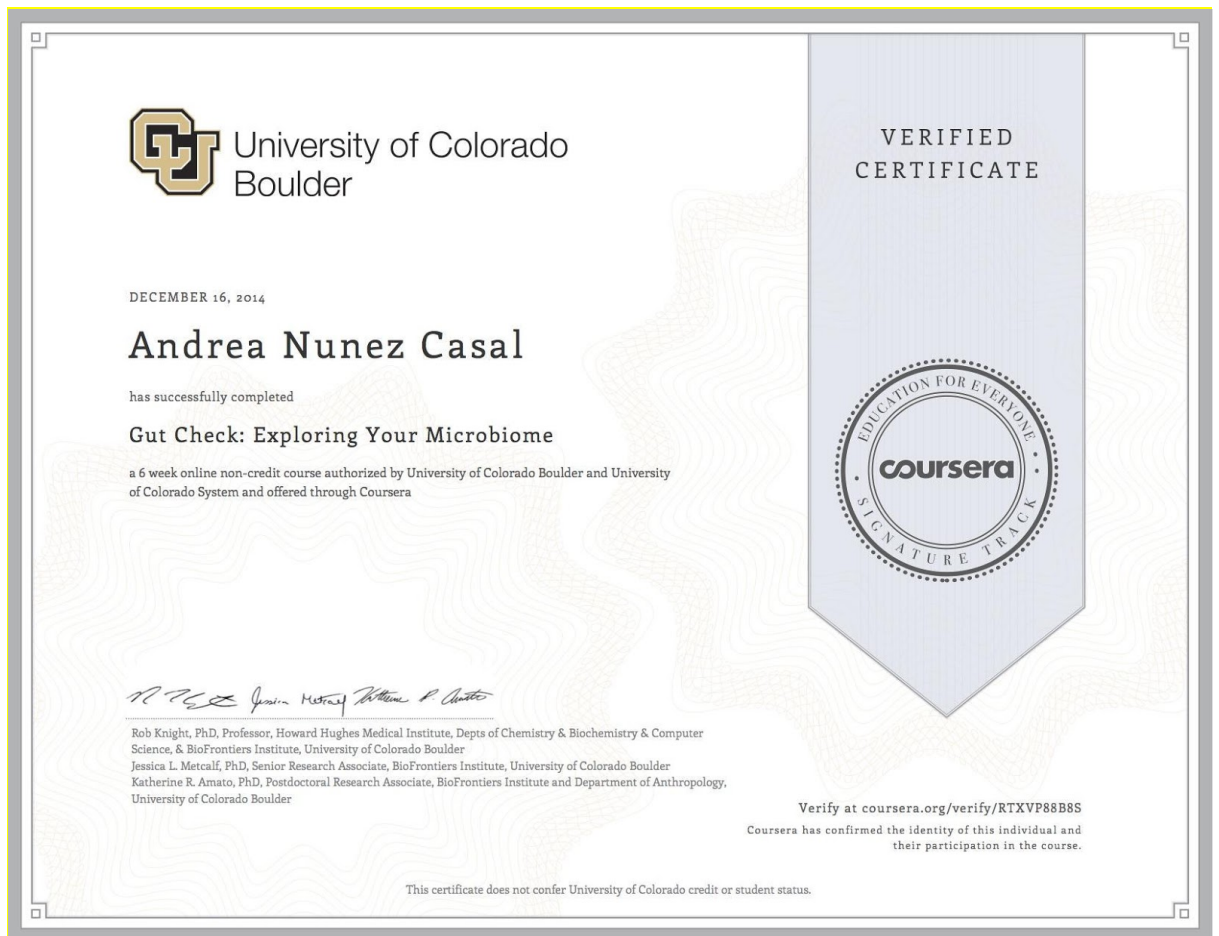 CU
University of Colorado
Boulder
VERIFIED
CERTIFICATE
DECEMBER 16, 2014
Andrea Nunez Casal
has successfully completed
Gut Check: Exploring Your Microbiome
a 6 week online non-credit course authorized by University of Colorado Boulder and University
of Colorado System and offered through Coursera
EDUCATION FOR EVERYONE
coursera
SIGNATURE TRACK
Jessica Metcalf Katherine R. Amato
Rob Knight, PhD, Professor, Howard Hughes Medical Institute, Depts of Chemistry & Biochemistry & Computer
Science, & BioFrontiers Institute, University of Colorado Boulder
Jessica L. Metcalf, PhD, Senior Research Associate, BioFrontiers Institute, University of Colorado Boulder
Katherine R. Amato, PhD, Postdoctoral Research Associate, BioFrontiers Institute and Department of Anthropology,
University of Colorado Boulder
Verify at coursera.org/verify/RTXVP88B8S
Coursera has confirmed the identity of this individual and
their participation in the course.
This certificate does not confer University of Colorado credit or student status.